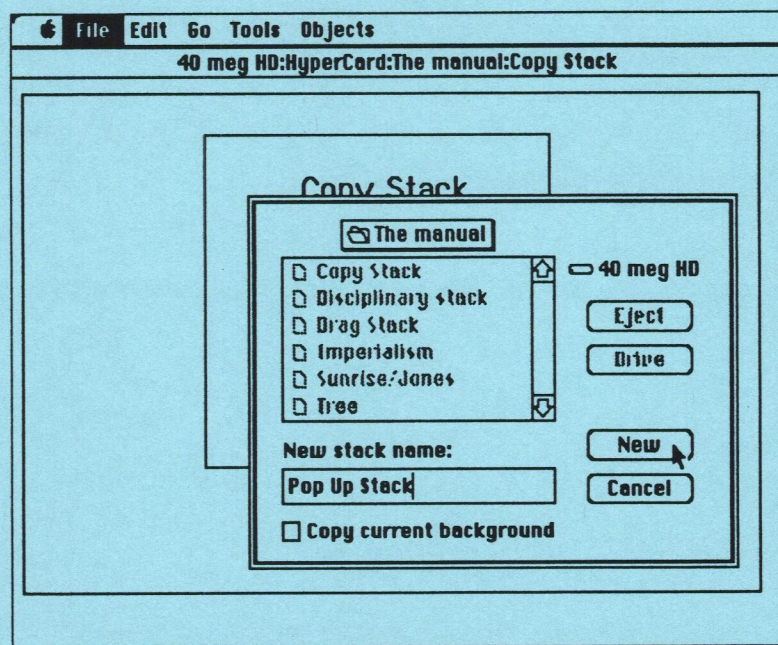 File Edit Go Tools Objects
40 meg HD:HyperCard:The manual:Copy Stack
Copy Stack
The manual
Copy Stack
Disciplinary stack
Drag Stack
Imperialism
Sunrise/Jones
Tree
40 meg HD
Eject
Drive
New stack name:
Pop Up Stack
New
Cancel
Copy current background